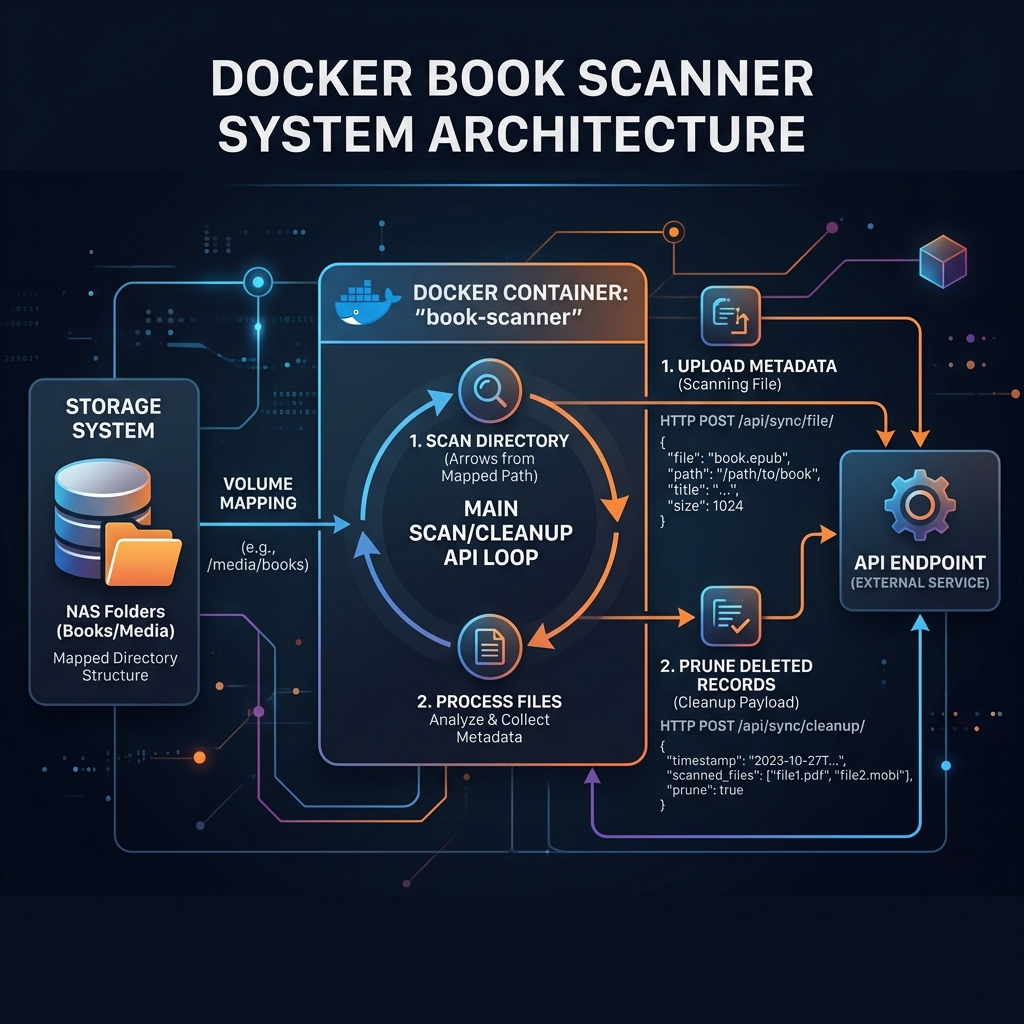 DOCKER BOOK SCANNER
SYSTEM ARCHITECTURE
STORAGE
SYSTEM
NAS Folders
(Books/Media)
Mapped Directory
Structure
VOLUME
MAPPING
(e.g.,
/media/books)
DOCKER CONTAINER:
"book-scanner"
1. SCAN DIRECTORY
(Arrows from
Mapped Path)
MAIN
SCAN/CLEANUP
API LOOP
2. PROCESS FILES
Analyze & Collect
Metadata
1. UPLOAD METADATA
(Scanning File)
HTTP POST /api/sync/file/
{
"file": "book.epub",
"path": "/path/to/book",
"title": "...",
"size": 1024
}
2. PRUNE DELETED
RECORDS
(Cleanup Payload)
HTTP POST /api/sync/cleanup/
{
"timestamp": "2023-10-27T...",
"scanned_files": ["file1.pdf", "file2.mobi"],
"prune": true
}
API ENDPOINT
(EXTERNAL SERVICE)